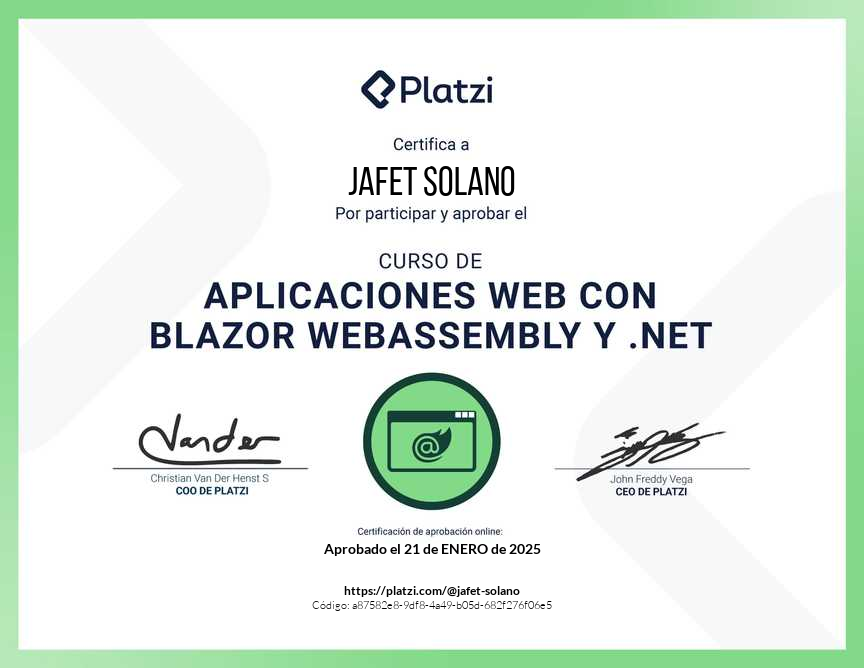 Platzi
Certifica a
JAFET SOLANO
Por participar y aprobar el
CURSO DE
APLICACIONES WEB CON
BLAZOR WEBASSEMBLY Y .NET
Vander
Christian Van Der Henst S
COO DE PLATZI
John Freddy Vega
CEO DE PLATZI
Certificación de aprobación online:
Aprobado el 21 de ENERO de 2025
https://platzi.com/@jafet-solano
Código: a87582e8-9df8-4a49-b05d-682f276f06e5